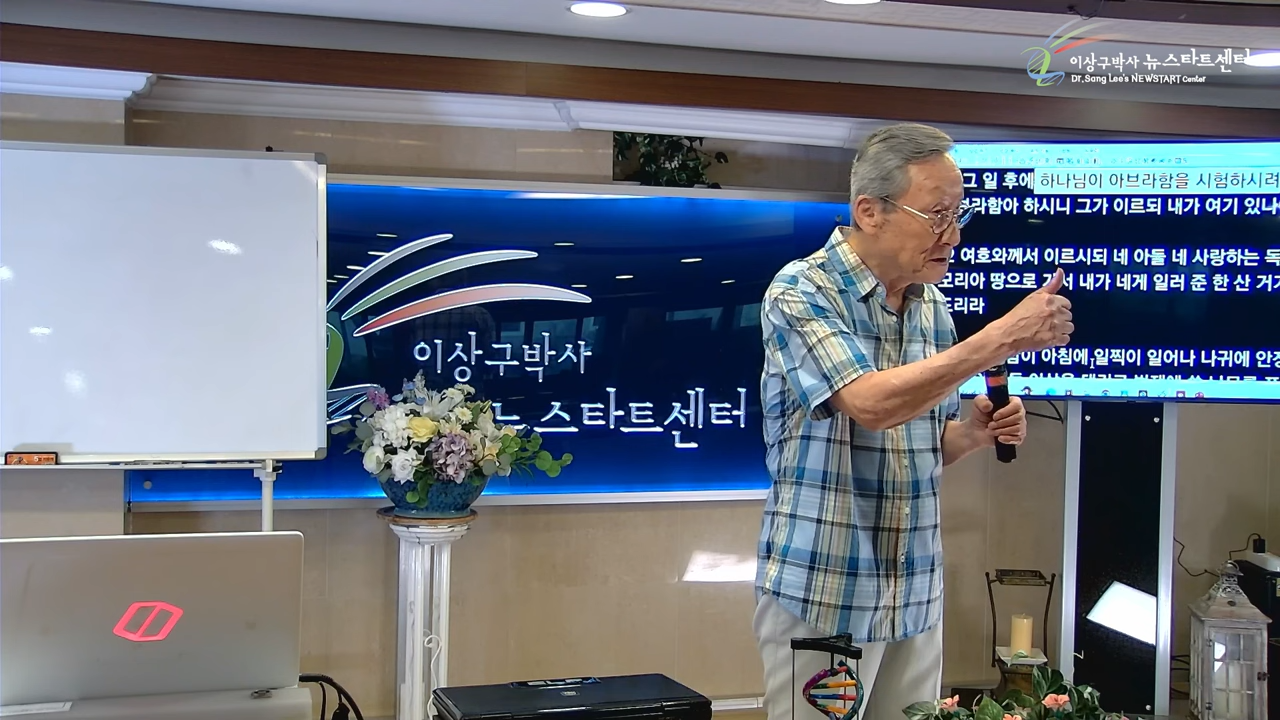 이상구박사 뉴스타트센터
Dr. Sang Lee's NEWSTART Center
그 일 후에 하나님이 아브라함을 시험하시려
브라함아 하시니 그가 이르되 내가 여기 있나
여호와께서 이르시되 네 아들 네 사랑하는 독
모리아 땅으로 가서 내가 네게 일러 준 한 산 거기
드리라
아침에 일찍이 일어나 나귀에 안장
이상구박사
뉴스타트센터